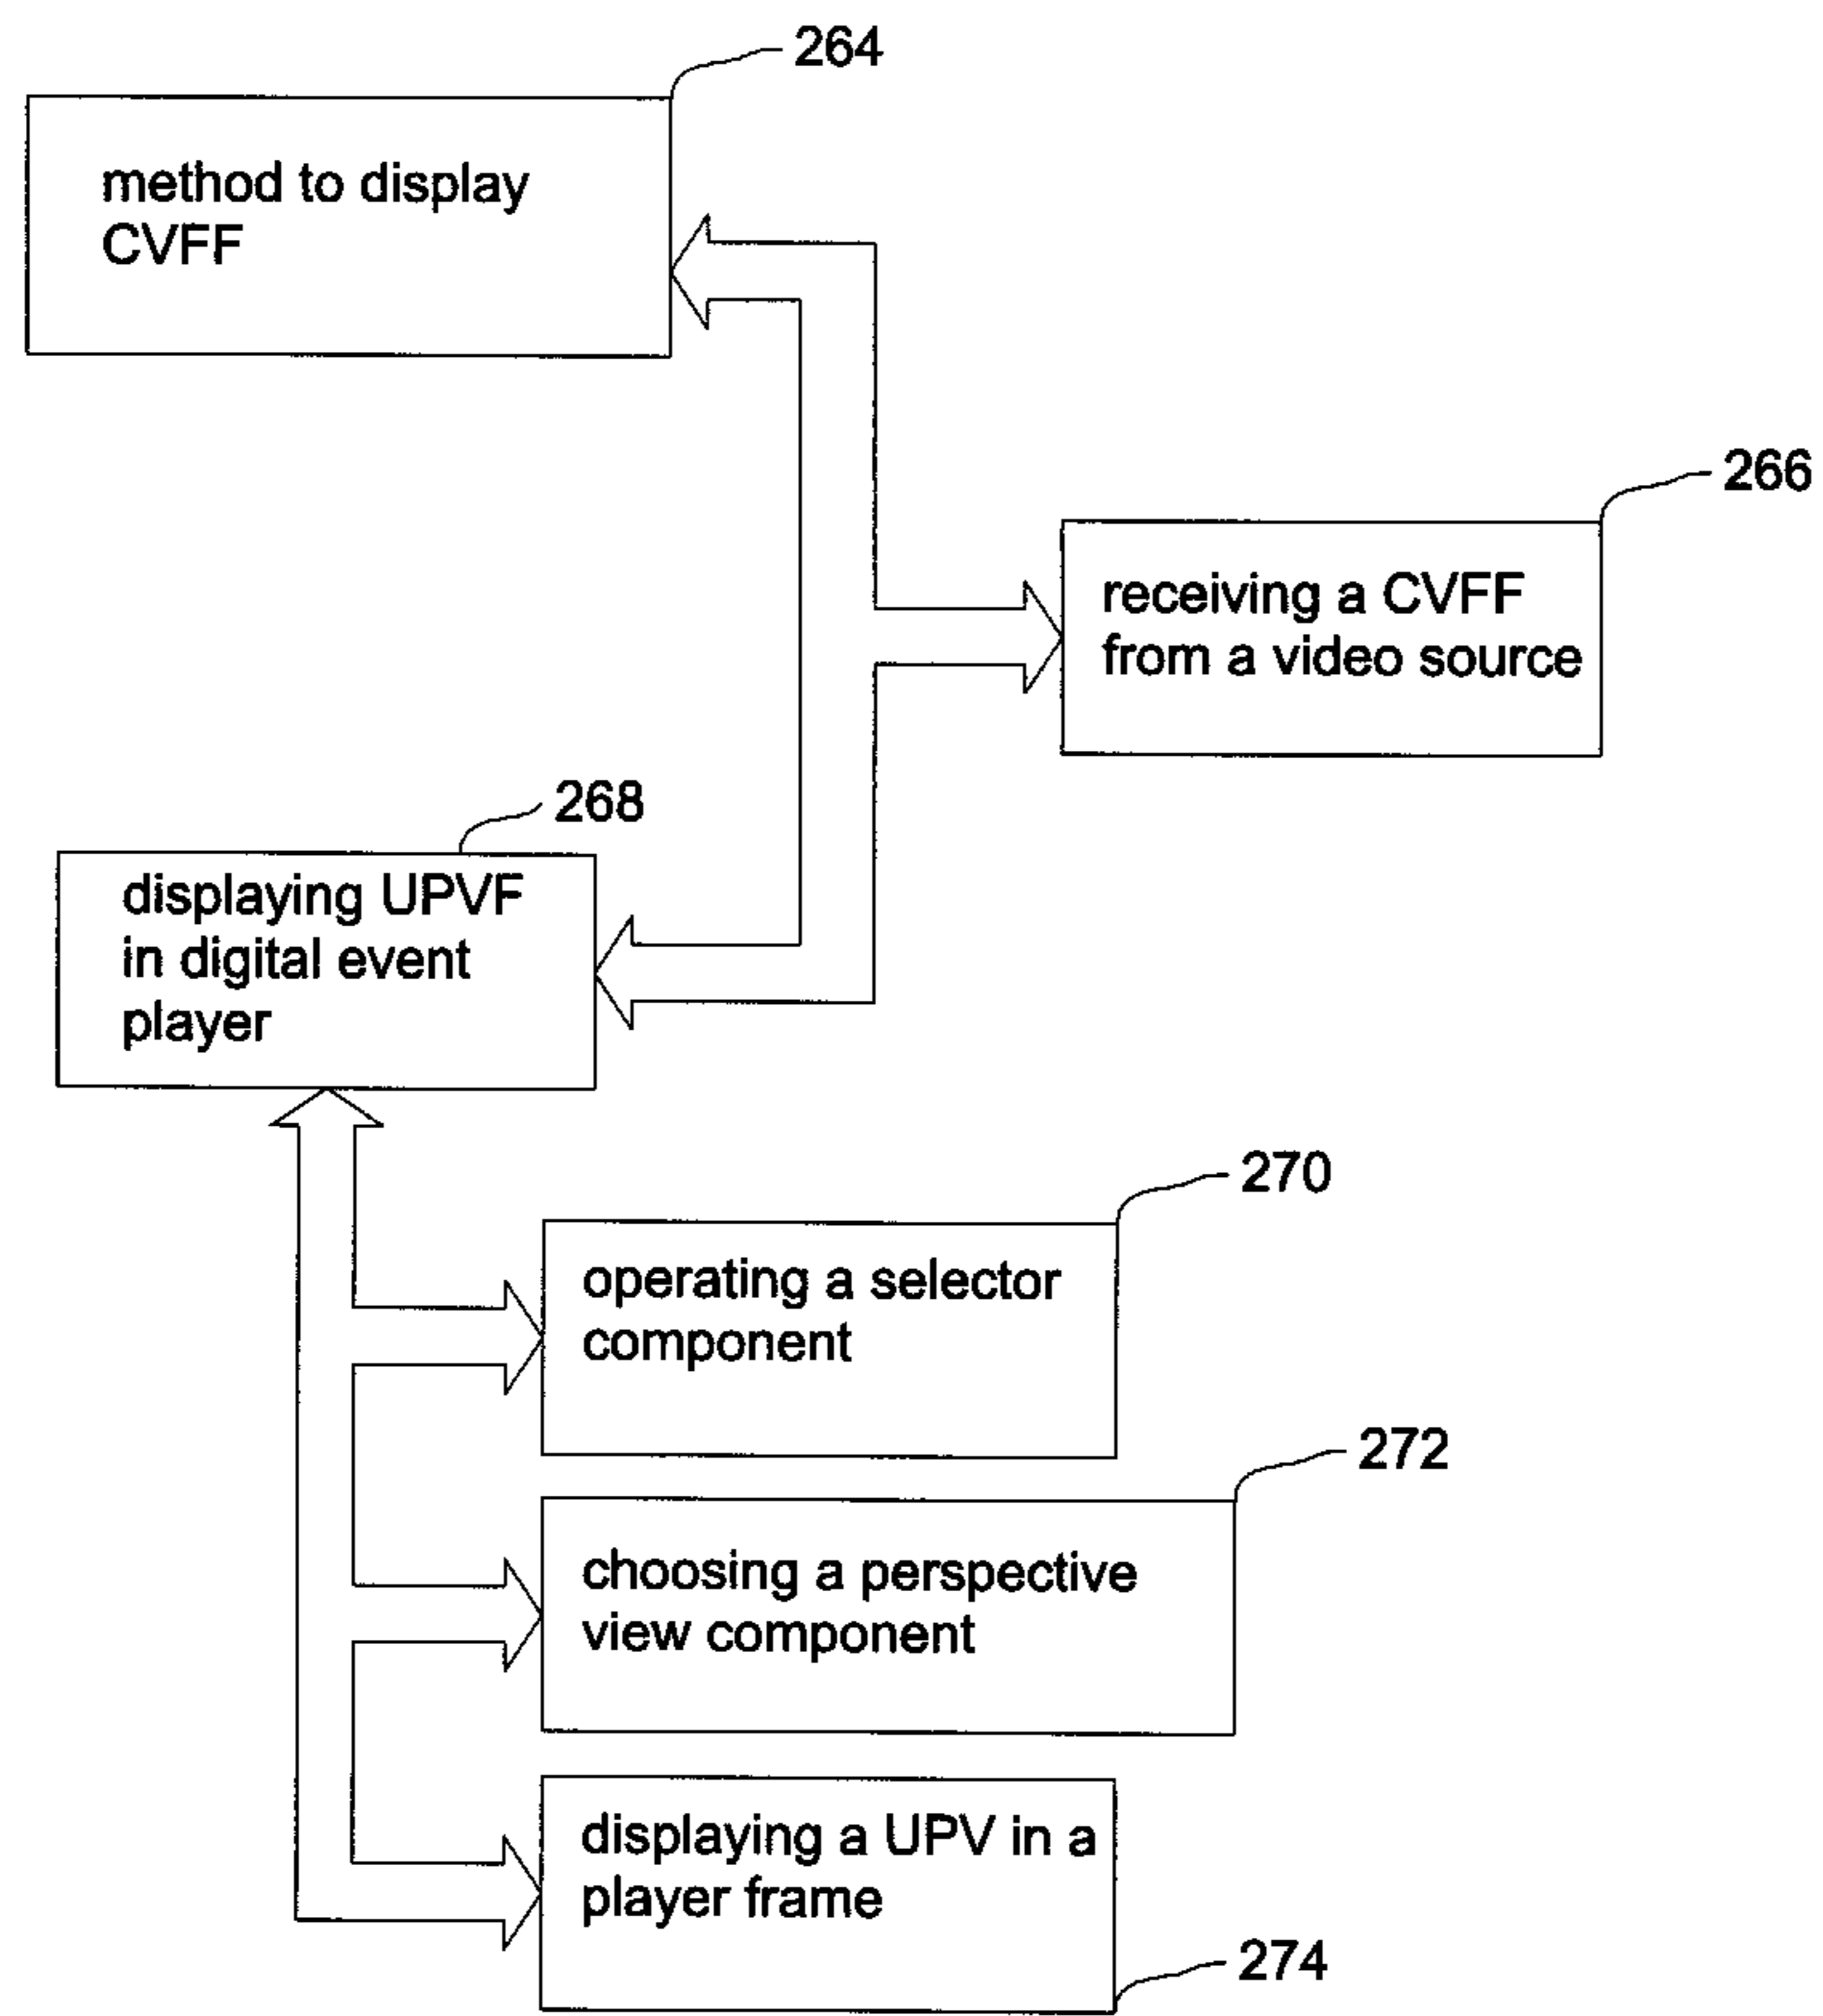 264
method to display
CVFF
266
receiving a CVFF
from a video source
268
displaying UPVF
in digital event
player
270
operating a selector
component
272
choosing a perspective
view component
displaying a UPV in a
player frame
274